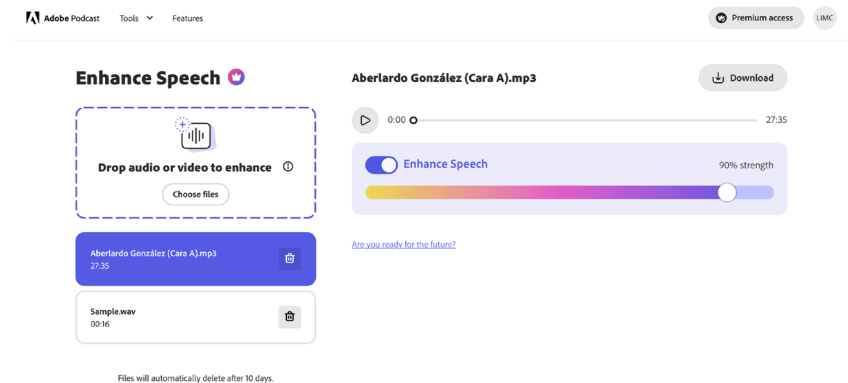 Adobe Podcast
Tools
Features
Premium access
LIMC
Enhance Speech
Drop audio or video to enhance
Choose files
Aberlardo González (Cara A).mp3
27:35
Sample.wav
00:16
Files will automatically delete after 10 days.
Aberlardo González (Cara A).mp3
Download
0:00
27:35
Enhance Speech
90% strength
Are you ready for the future?